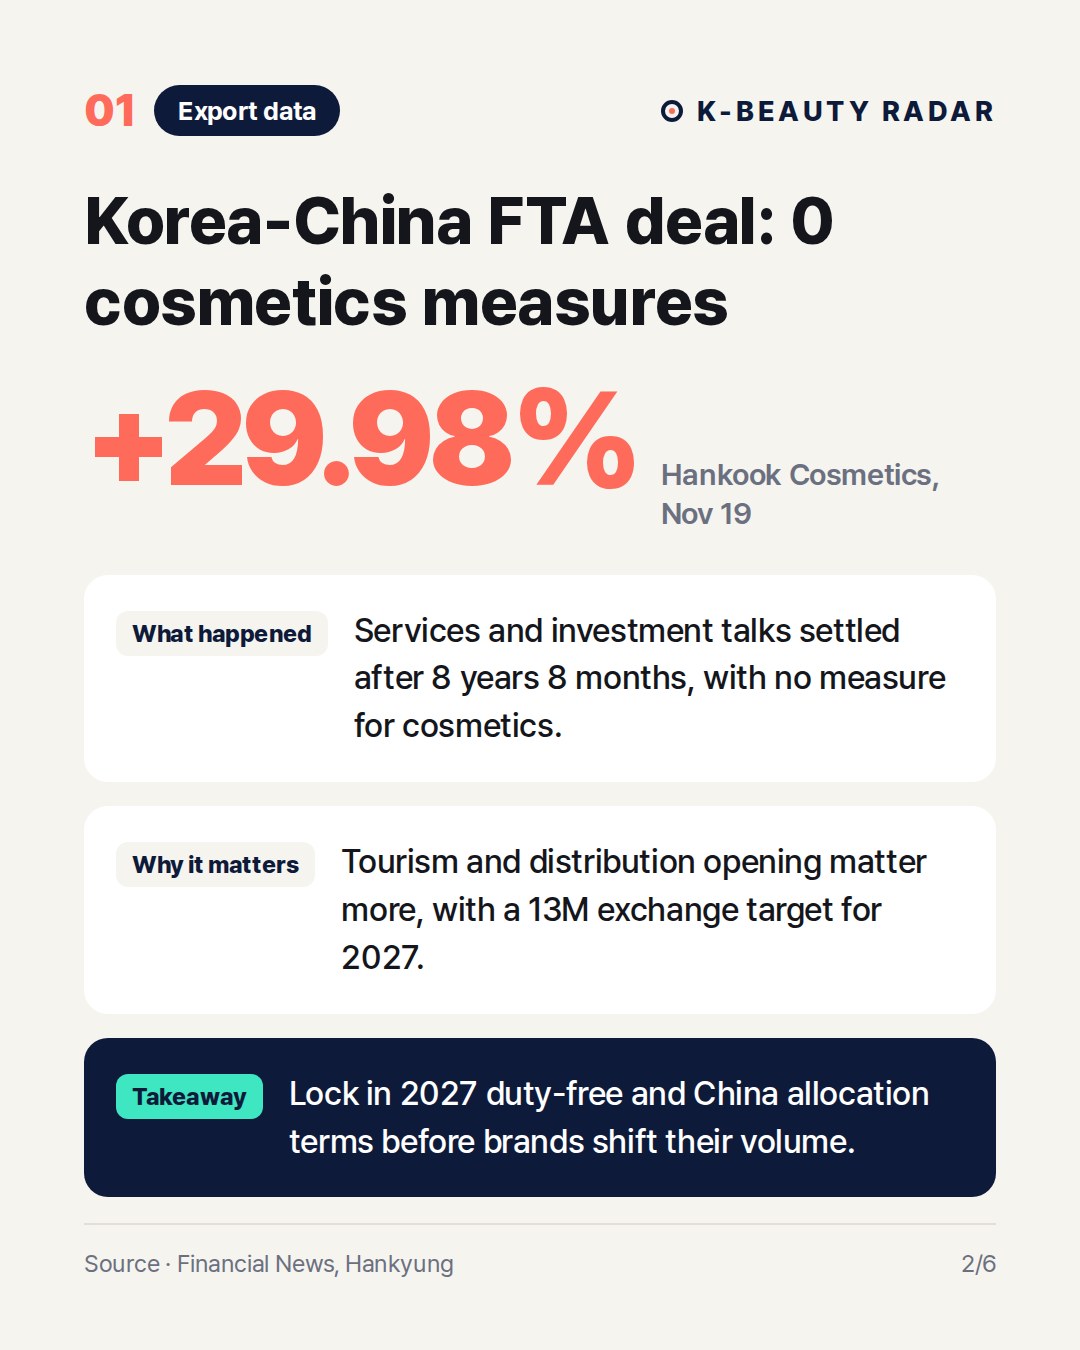 01 Export data
K-BEAUTY RADAR
Korea-China FTA deal: 0
cosmetics measures
+29.98%
Hankook Cosmetics,
Nov 19
What happened
Services and investment talks settled
after 8 years 8 months, with no measure
for cosmetics.
Why it matters
Tourism and distribution opening matter
more, with a 13M exchange target for
2027.
Takeaway
Lock in 2027 duty-free and China allocation
terms before brands shift their volume.
Source · Financial News, Hankyung
2/6